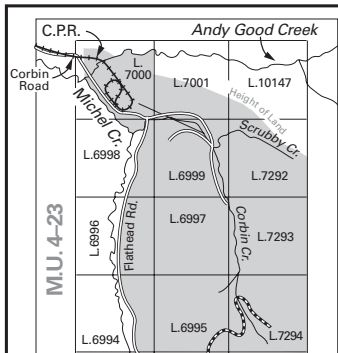 C.P.R.
Andy Good Creek
Corbin
Road
L.
7000
L.7001
L.10147
Height of Land
Michel Cr.
Scrubby Cr.
L.6998
L.6999
L.7292
L.6996
Flathead Rd.
L.6997
Corbin Cr.
L.7293
M.U. 4–23
L.6994
L.6995
L.7294